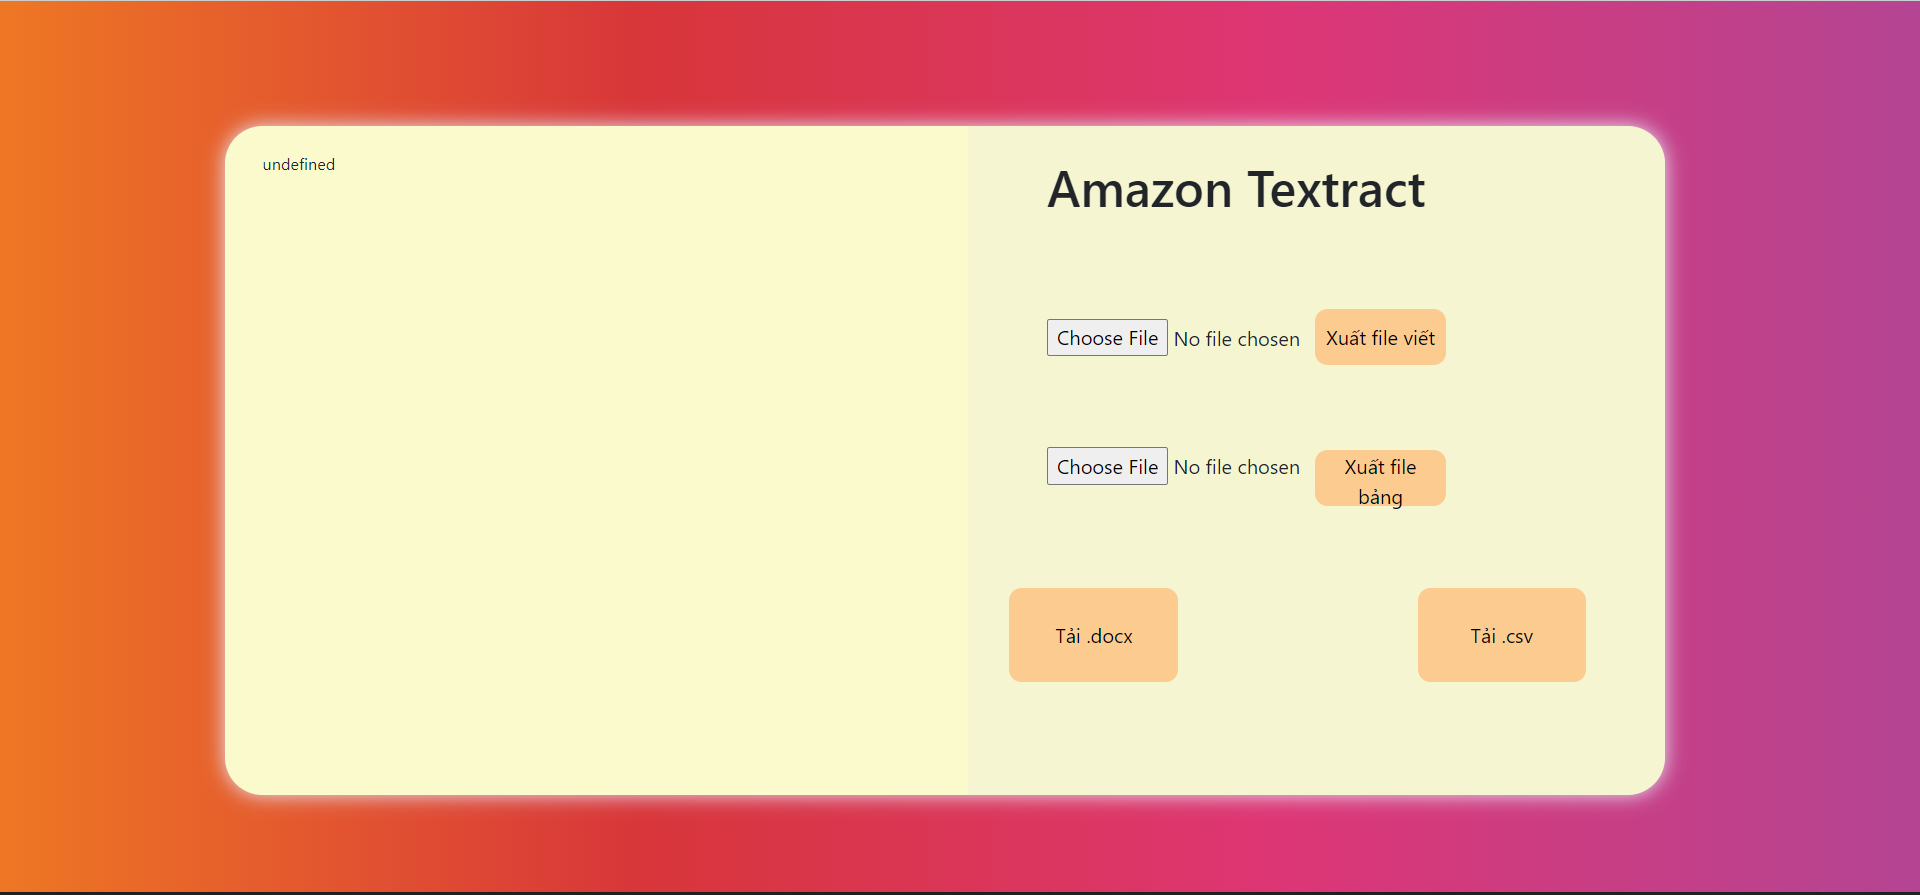 undefined
Amazon Textract
Choose File No file chosen Xuất file viết
Choose File No file chosen Xuất file
bảng
Tải .docx Tải .csv